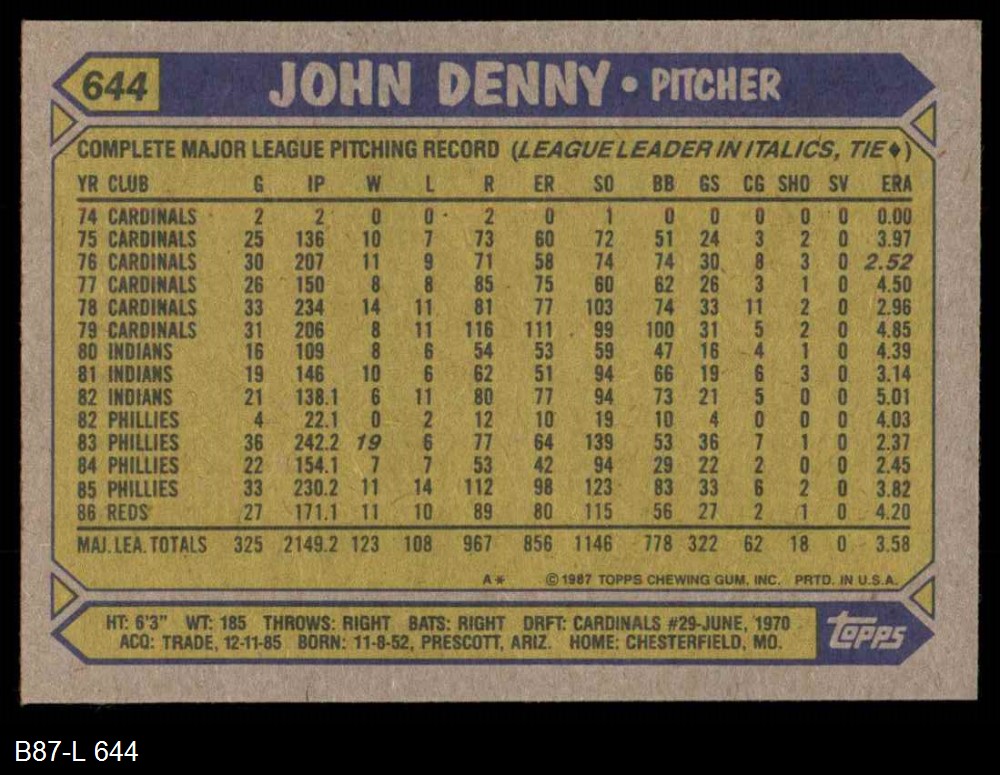 644 JOHN DENNY • PITCHER
COMPLETE MAJOR LEAGUE PITCHING RECORD (LEAGUE LEADER IN ITALICS, TIE♦)
YR CLUB G IP W L R ER SO BB GS CG SHO SV ERA
74 CARDINALS 2 2 0 0 2 0 1 0 0 0 0 0 0.00
75 CARDINALS 25 136 10 7 73 60 72 51 24 3 2 0 3.97
76 CARDINALS 30 207 11 9 71 58 74 74 30 8 3 0 2.52
77 CARDINALS 26 150 8 8 85 75 60 62 26 3 1 0 4.50
78 CARDINALS 33 234 14 11 81 77 103 74 33 11 2 0 2.96
79 CARDINALS 31 206 8 11 116 111 99 100 31 5 2 0 4.85
80 INDIANS 16 109 8 6 54 53 59 47 16 4 1 0 4.39
81 INDIANS 19 146 10 6 62 51 94 66 19 6 3 0 3.14
82 INDIANS 21 138.1 6 11 80 77 94 73 21 5 0 0 5.01
82 PHILLIES 4 22.1 0 2 12 10 19 10 4 0 0 0 4.03
83 PHILLIES 36 242.2 19 6 77 64 139 53 36 7 1 0 2.37
84 PHILLIES 22 154.1 7 7 53 42 94 29 22 2 0 0 2.45
85 PHILLIES 33 230.2 11 14 112 98 123 83 33 6 2 0 3.82
86 REDS 27 171.1 11 10 89 80 115 56 27 2 1 0 4.20
MAJ. LEA. TOTALS 325 2149.2 123 108 967 856 1146 778 322 62 18 0 3.58
A* ©1987 TOPPS CHEWING GUM, INC. PRTD. IN U.S.A.
HT: 6'3" WT: 185 THROWS: RIGHT BATS: RIGHT DRFT: CARDINALS #29-JUNE, 1970
ACQ: TRADE, 12-11-85 BORN: 11-8-52, PRESCOTT, ARIZ. HOME: CHESTERFIELD, MO.
topps
B87-L 644